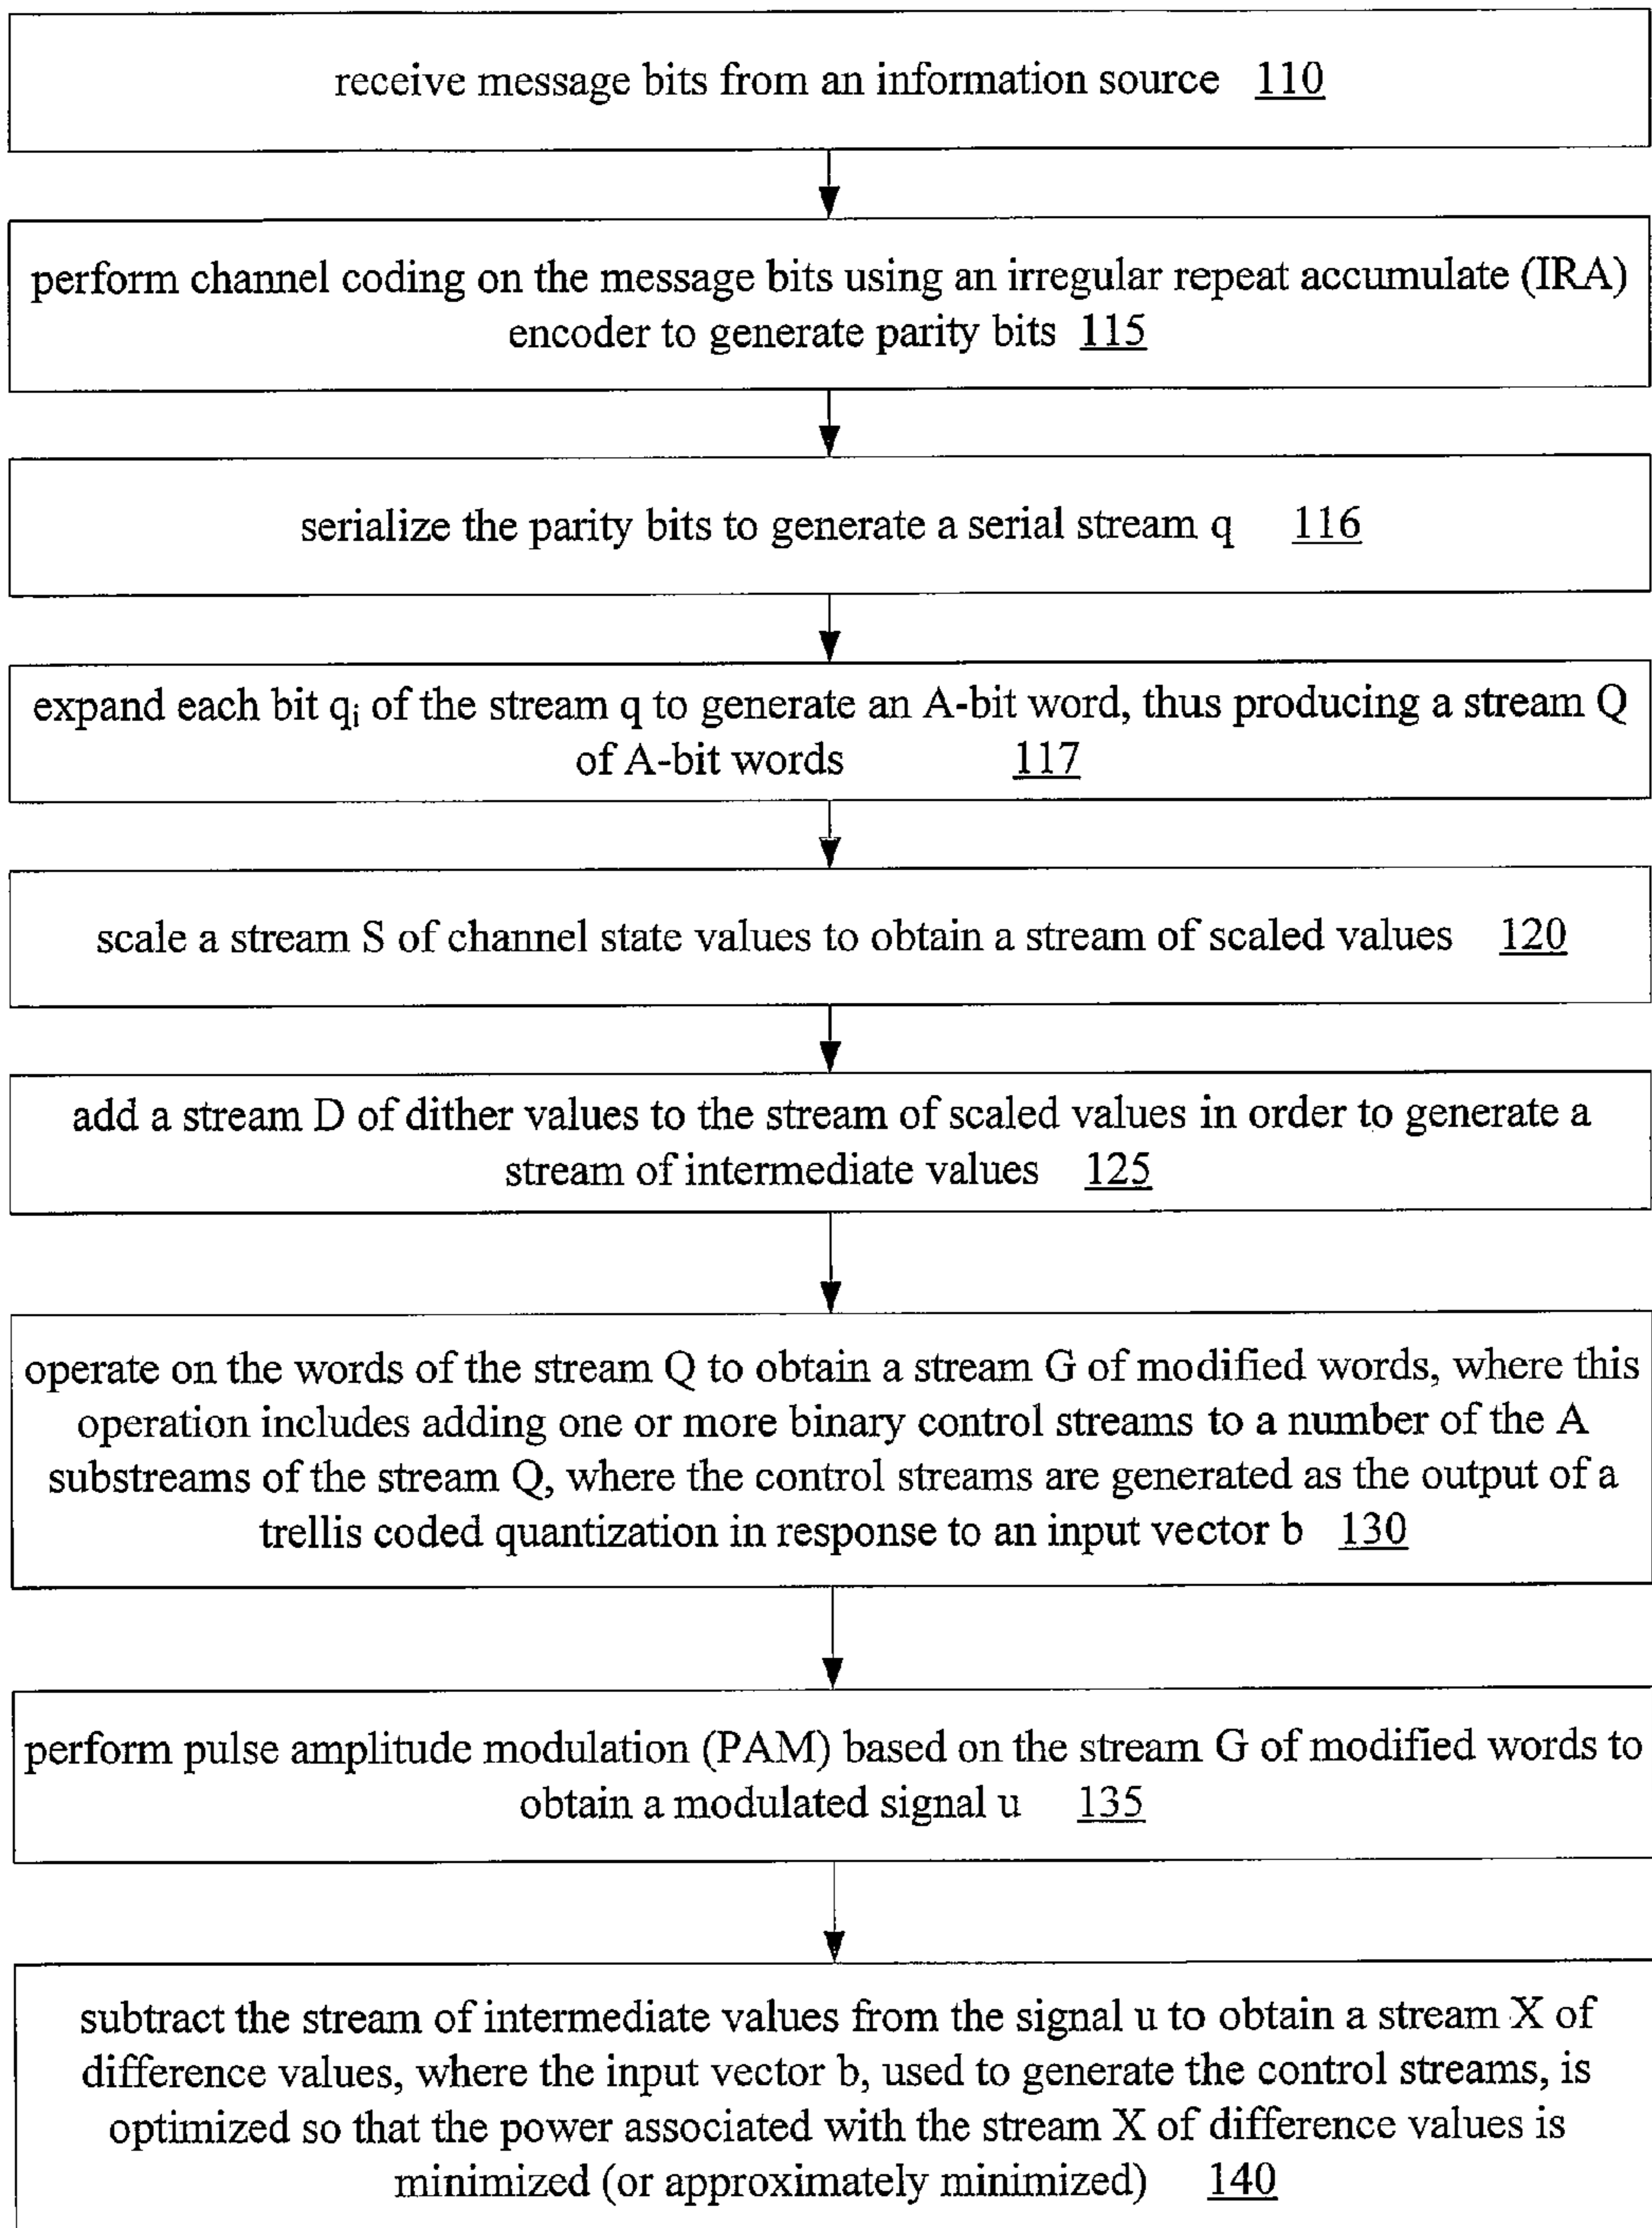 receive message bits from an information source 110
perform channel coding on the message bits using an irregular repeat accumulate (IRA)
encoder to generate parity bits 115
serialize the parity bits to generate a serial stream q 116
expand each bit qi of the stream q to generate an A-bit word, thus producing a stream Q
of A-bit words 117
scale a stream S of channel state values to obtain a stream of scaled values 120
add a stream D of dither values to the stream of scaled values in order to generate a
stream of intermediate values 125
operate on the words of the stream Q to obtain a stream G of modified words, where this
operation includes adding one or more binary control streams to a number of the A
substreams of the stream Q, where the control streams are generated as the output of a
trellis coded quantization in response to an input vector b 130
perform pulse amplitude modulation (PAM) based on the stream G of modified words to
obtain a modulated signal u 135
subtract the stream of intermediate values from the signal u to obtain a stream X of
difference values, where the input vector b, used to generate the control streams, is
optimized so that the power associated with the stream X of difference values is
minimized (or approximately minimized) 140